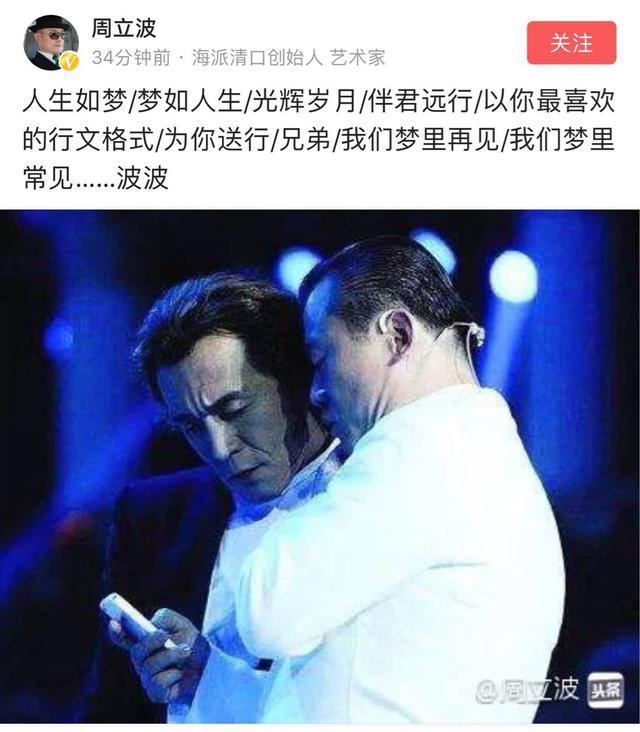 周立波
34分钟前 · 海派清口创始人 艺术家
关注
人生如梦/梦如人生/光辉岁月/伴君远行/以你最喜欢
的行文格式/为你送行/兄弟/我们梦里再见/我们梦里
常见……波波
@周立波 头条